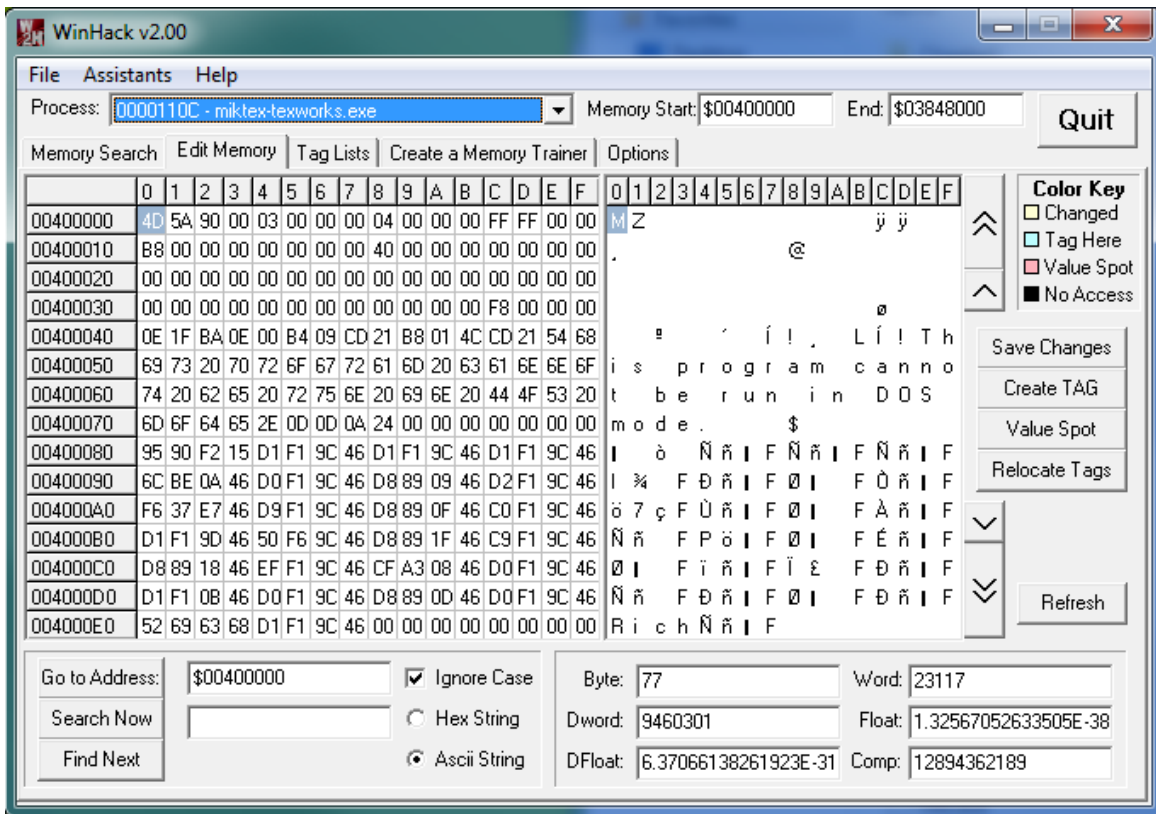 WinHack v2.00
File Assistants Help
Process: 0000110C - miktex-texworks.exe Memory Start: $00400000 End: $03848000 Quit
Memory Search Edit Memory Tag Lists Create a Memory Trainer Options
0 1 2 3 4 5 6 7 8 9 A B C D E F 0 1 2 3 4 5 6 7 8 9 A B C D E F Color Key
00400000 4D 5A 90 00 03 00 00 00 04 00 00 00 FF FF 00 00 M Z ÿ ÿ Changed
00400010 B8 00 00 00 00 00 00 00 40 00 00 00 00 00 00 00 ¸ @ Tag Here
00400020 00 00 00 00 00 00 00 00 00 00 00 00 00 00 00 00 Value Spot
00400030 00 00 00 00 00 00 00 00 00 00 00 00 F8 00 00 00 ø No Access
00400040 0E 1F BA 0E 00 B4 09 CD 21 B8 01 4C CD 21 54 68 º ´ Í ! ¸ L Í ! T h
Save Changes
00400050 69 73 20 70 72 6F 67 72 61 6D 20 63 61 6E 6E 6F i s p r o g r a m c a n n o
00400060 74 20 62 65 20 72 75 6E 20 69 6E 20 44 4F 53 20 t b e r u n i n D O S
Create TAG
00400070 6D 6F 64 65 2E 0D 0D 0A 24 00 00 00 00 00 00 00 m o d e . $
Value Spot
00400080 95 90 F2 15 D1 F1 9C 46 D1 F1 9C 46 D1 F1 9C 46 ò Ñ ñ F Ñ ñ F Ñ ñ F
Relocate Tags
00400090 6C BE 0A 46 D0 F1 9C 46 D8 89 09 46 D2 F1 9C 46 l ¾ F Ð ñ F Ø F Ò ñ F
004000A0 F6 37 E7 46 D9 F1 9C 46 D8 89 0F 46 C0 F1 9C 46 ö 7 ç F Ù ñ F Ø F À ñ F
004000B0 D1 F1 9D 46 50 F6 9C 46 D8 89 1F 46 C9 F1 9C 46 Ñ ñ F P ö F Ø F É ñ F
004000C0 D8 89 18 46 EF F1 9C 46 CF A3 08 46 D0 F1 9C 46 Ø F ï ñ F Ï £ F Ð ñ F
004000D0 D1 F1 0B 46 D0 F1 9C 46 D8 89 0D 46 D0 F1 9C 46 Ñ ñ F Ð ñ F Ø F Ð ñ F
Refresh
004000E0 52 69 63 68 D1 F1 9C 46 00 00 00 00 00 00 00 00 R i c h Ñ ñ F
Go to Address: $00400000 Ignore Case Byte: 77 Word: 23117
Search Now Hex String Dword: 9460301 Float: 1.32567052633505E-38
Find Next Ascii String DFloat: 6.37066138261923E-31 Comp: 12894362189